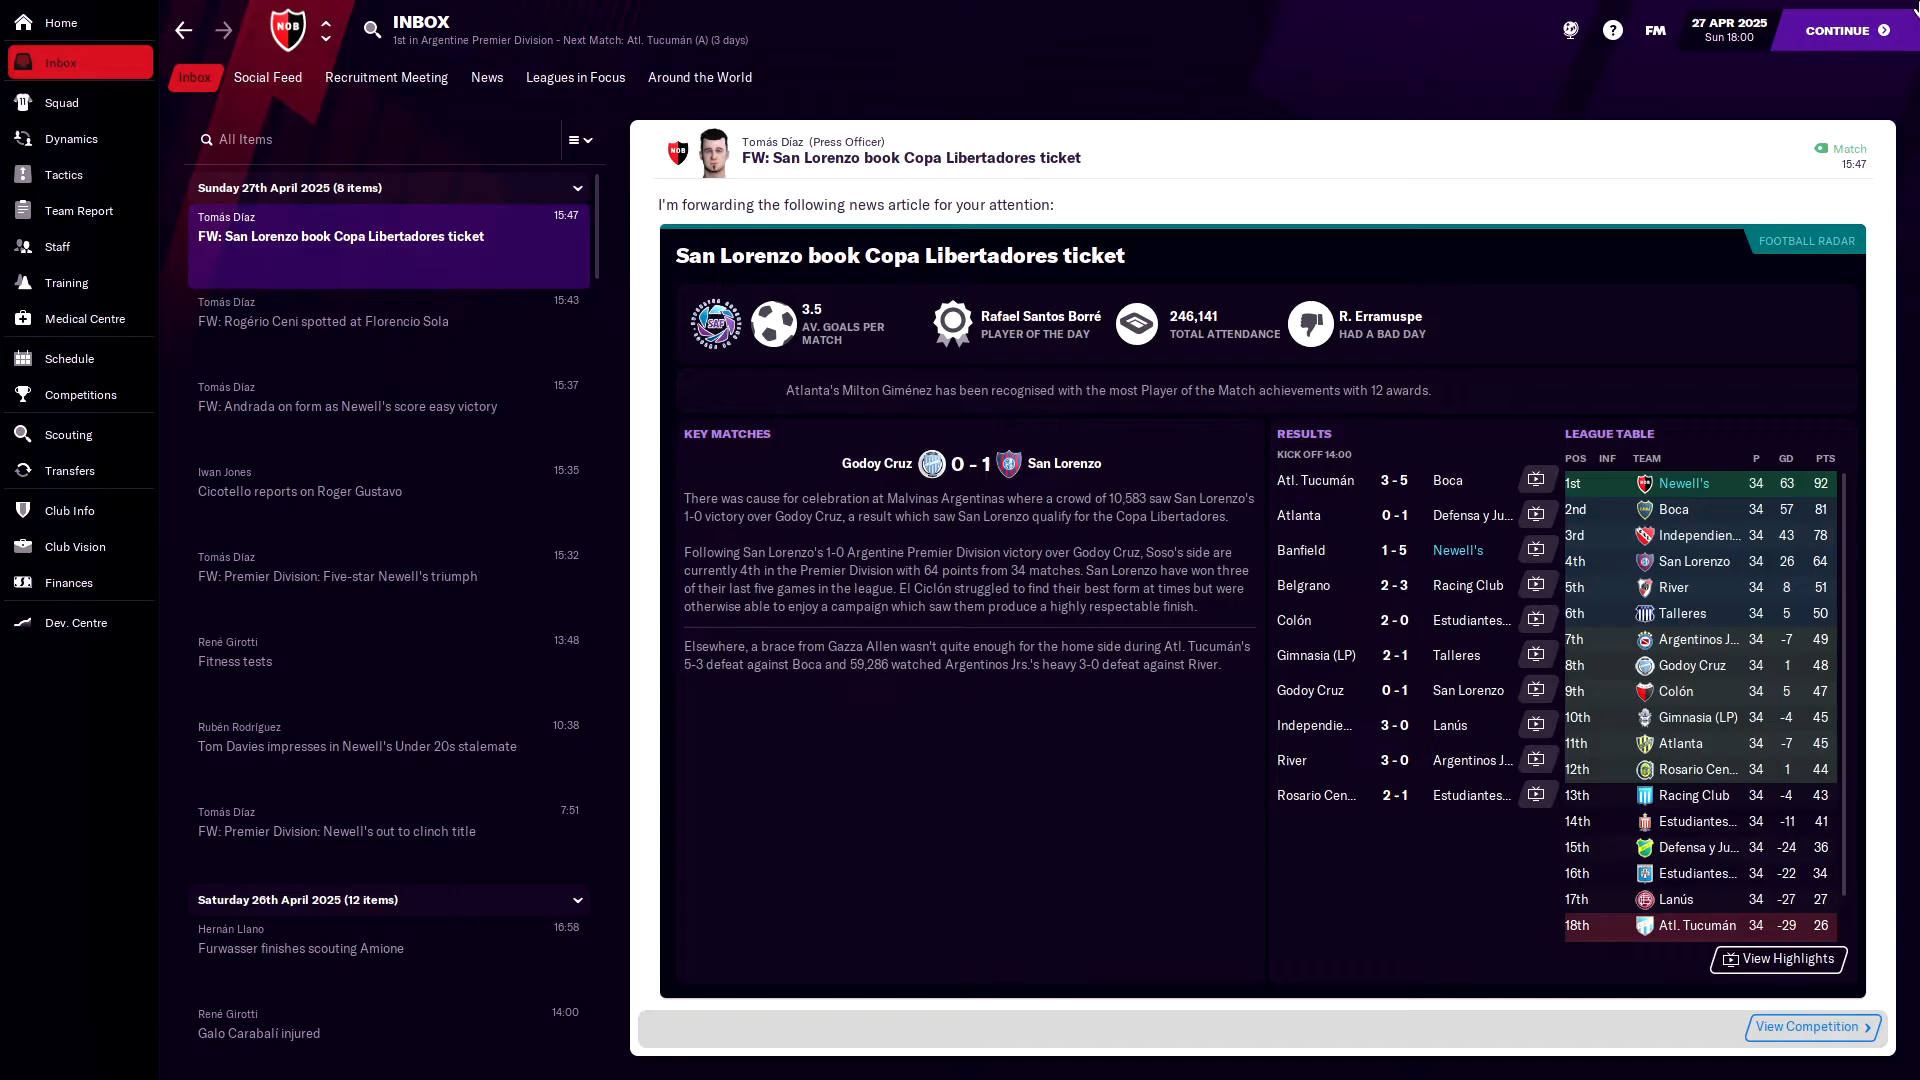 Home
Inbox
Squad
Dynamics
Tactics
Team Report
Staff
Training
Medical Centre
Schedule
Competitions
Scouting
Transfers
Club Info
Club Vision
Finances
Dev. Centre
NOB
INBOX
1st in Argentine Premier Division - Next Match: Atl. Tucumán (A) (3 days)
FM
27 APR 2025
Sun 18:00
CONTINUE
Inbox
Social Feed
Recruitment Meeting
News
Leagues in Focus
Around the World
All Items
Sunday 27th April 2025 (8 items)
Tomás Díaz 15:47
FW: San Lorenzo book Copa Libertadores ticket
Tomás Díaz 15:43
FW: Rogério Ceni spotted at Florencio Sola
Tomás Díaz 15:37
FW: Andrada on form as Newell's score easy victory
Iwan Jones 15:35
Cicotello reports on Roger Gustavo
Tomás Díaz 15:32
FW: Premier Division: Five-star Newell's triumph
René Girotti 13:48
Fitness tests
Rubén Rodríguez 10:38
Tom Davies impresses in Newell's Under 20s stalemate
Tomás Díaz 7:51
FW: Premier Division: Newell's out to clinch title
Saturday 26th April 2025 (12 items)
Hernán Llano 16:58
Furwasser finishes scouting Amione
René Girotti 14:00
Galo Carabalí injured
NOB
Tomás Díaz (Press Officer)
FW: San Lorenzo book Copa Libertadores ticket
Match
15:47
I'm forwarding the following news article for your attention:
FOOTBALL RADAR
San Lorenzo book Copa Libertadores ticket
SAF
3.5
AV. GOALS PER
MATCH
Rafael Santos Borré
PLAYER OF THE DAY
246,141
TOTAL ATTENDANCE
R. Erramuspe
HAD A BAD DAY
Atlanta's Milton Giménez has been recognised with the most Player of the Match achievements with 12 awards.
KEY MATCHES
Godoy Cruz 0 - 1 San Lorenzo
There was cause for celebration at Malvinas Argentinas where a crowd of 10,583 saw San Lorenzo's
1-0 victory over Godoy Cruz, a result which saw San Lorenzo qualify for the Copa Libertadores.
Following San Lorenzo's 1-0 Argentine Premier Division victory over Godoy Cruz, Soso's side are
currently 4th in the Premier Division with 64 points from 34 matches. San Lorenzo have won three
of their last five games in the league. El Ciclón struggled to find their best form at times but were
otherwise able to enjoy a campaign which saw them produce a highly respectable finish.
Elsewhere, a brace from Gazza Allen wasn't quite enough for the home side during Atl. Tucumán's
5-3 defeat against Boca and 59,286 watched Argentinos Jrs.'s heavy 3-0 defeat against River.
RESULTS
KICK OFF 14:00
Atl. Tucumán 3 - 5 Boca
Atlanta 0 - 1 Defensa y Ju...
Banfield 1 - 5 Newell's
Belgrano 2 - 3 Racing Club
Colón 2 - 0 Estudiantes...
Gimnasia (LP) 2 - 1 Talleres
Godoy Cruz 0 - 1 San Lorenzo
Independie... 3 - 0 Lanús
River 3 - 0 Argentinos J...
Rosario Cen... 2 - 1 Estudiantes...
LEAGUE TABLE
POS INF TEAM P GD PTS
1st Newell's 34 63 92
2nd Boca 34 57 81
3rd Independien... 34 43 78
4th San Lorenzo 34 26 64
5th River 34 8 51
6th Talleres 34 5 50
7th Argentinos J... 34 -7 49
8th Godoy Cruz 34 1 48
9th Colón 34 5 47
10th Gimnasia (LP) 34 -4 45
11th Atlanta 34 -7 45
12th Rosario Cen... 34 1 44
13th Racing Club 34 -4 43
14th Estudiantes... 34 -11 41
15th Defensa y Ju... 34 -24 36
16th Estudiantes... 34 -22 34
17th Lanús 34 -27 27
18th Atl. Tucumán 34 -29 26
View Highlights
View Competition